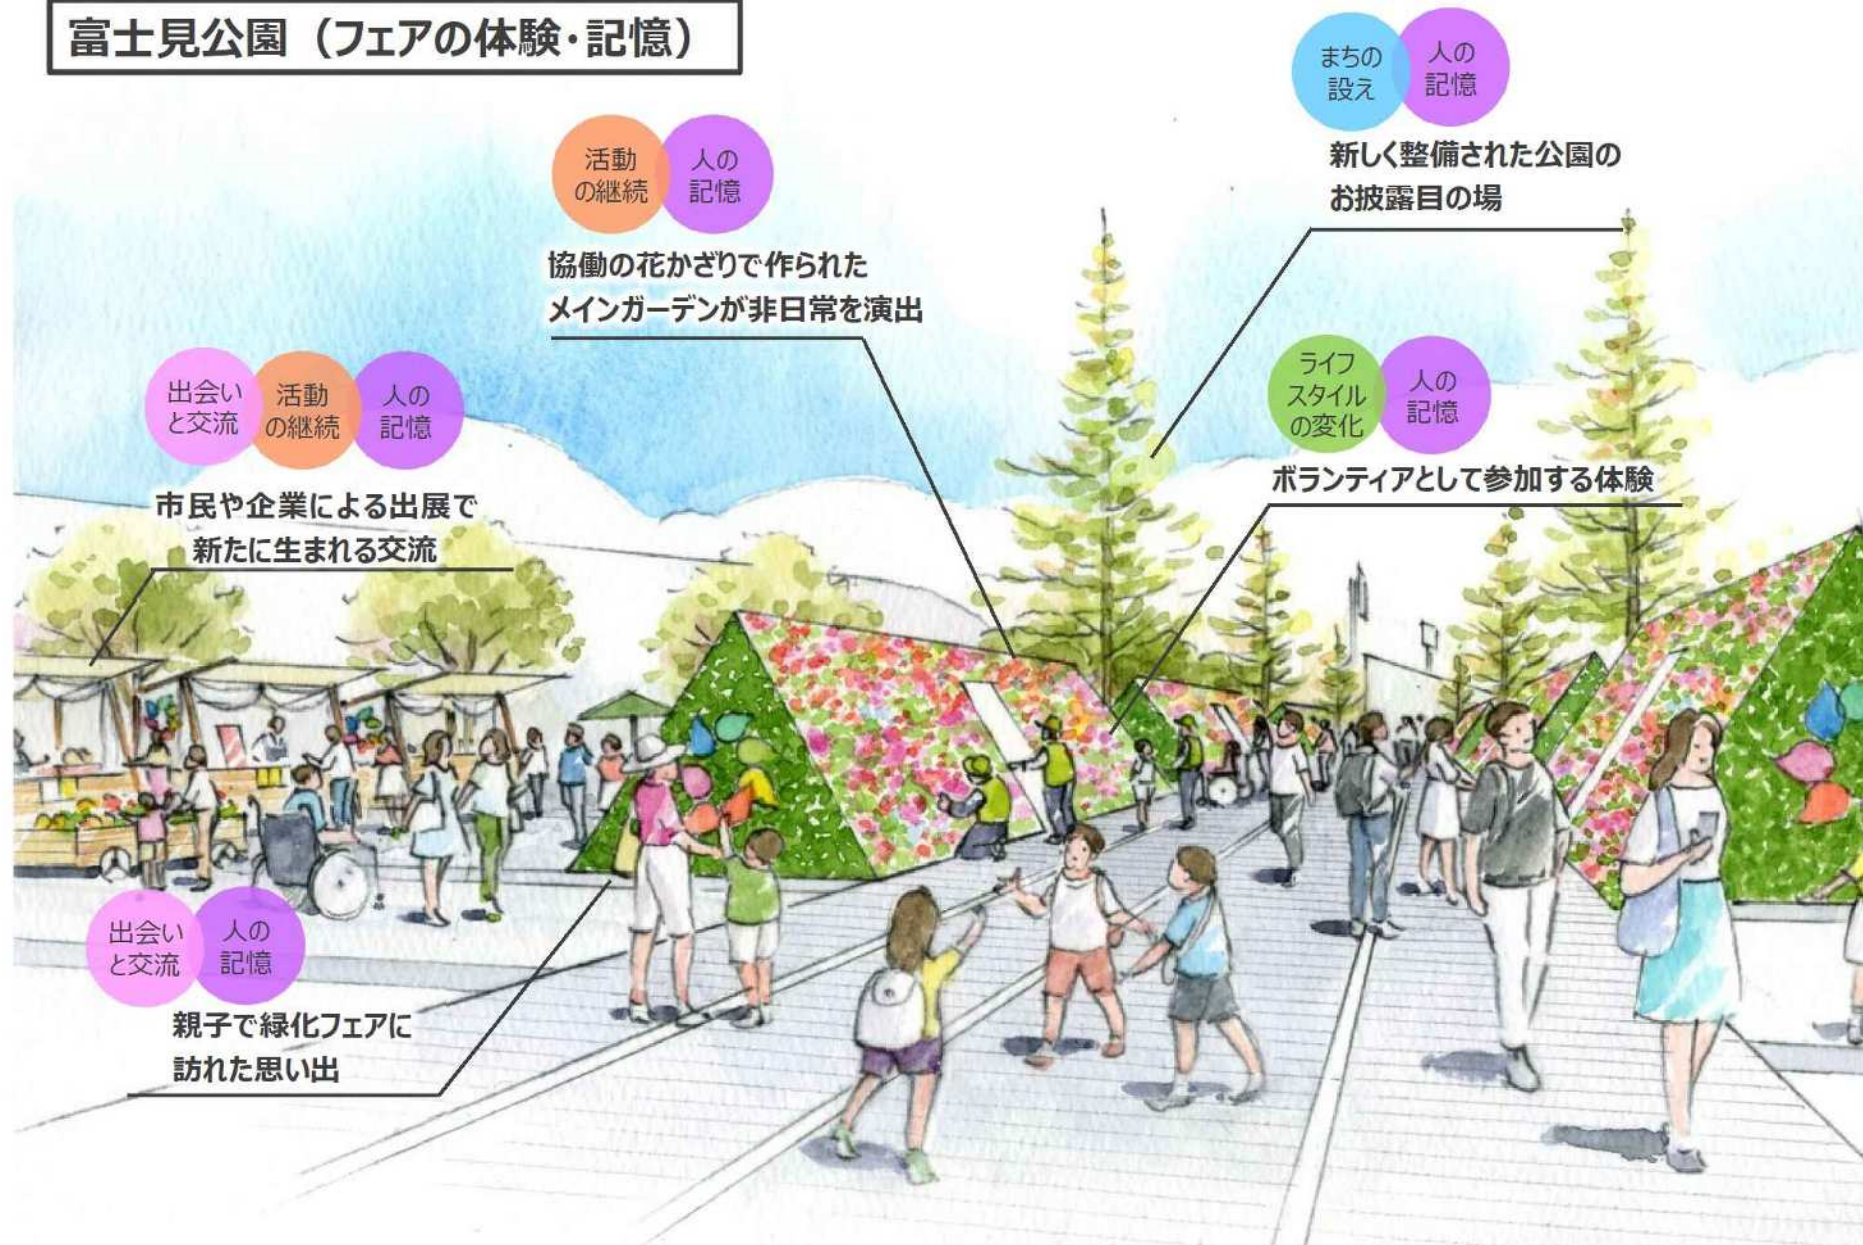 富士見公園（フェアの体験・記憶）
まちの
設え
人の
記憶
新しく整備された公園の
お披露目の場
活動
の継続
人の
記憶
協働の花かざりで作られた
メインガーデンが非日常を演出
ライフ
スタイル
の変化
人の
記憶
ボランティアとして参加する体験
出会い
と交流
活動
の継続
人の
記憶
市民や企業による出展で
新たに生まれる交流
出会い
と交流
人の
記憶
親子で緑化フェアに
訪れた思い出